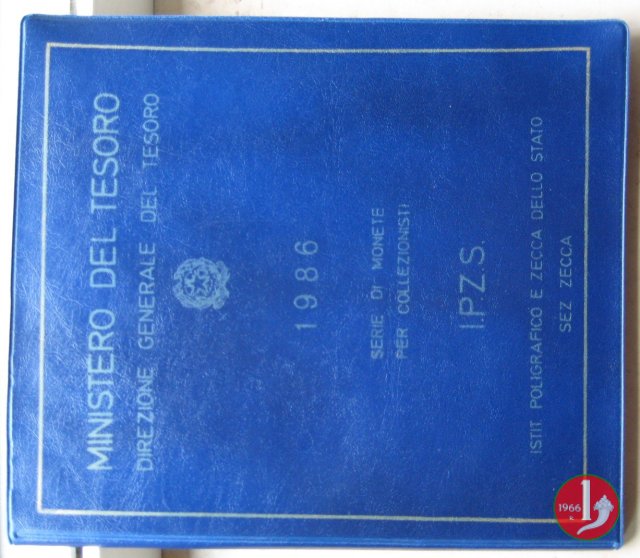 MINISTERO DEL TESORO
DIREZIONE GENERALE DEL TESORO
1986
SERIE DI MONETE
PER COLLEZIONISTI
I.P.Z.S.
ISTIT. POLIGRAFICO E ZECCA DELLO STATO
SEZ ZECCA
1966